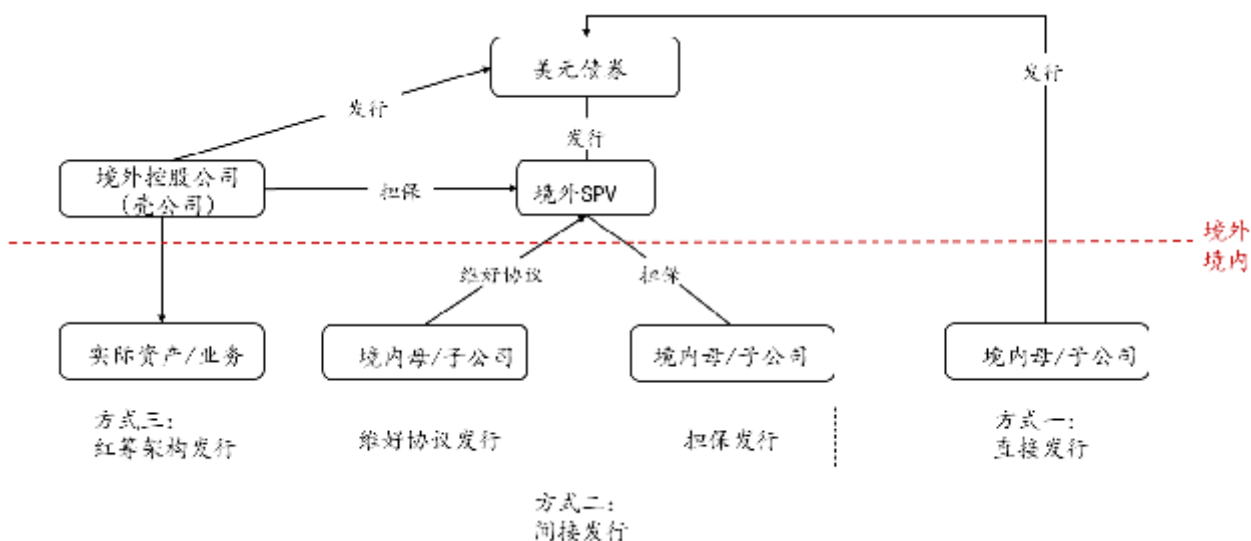 美元债券
发行
发行
发行
境外控股公司
(壳公司)
担保
境外SPV
境外
境内
维好协议
担保
实际资产/业务
境内母/子公司
境内母/子公司
境内母/子公司
方式三：
红筹架构发行
维好协议发行
担保发行
方式一：
直接发行
方式二：
间接发行